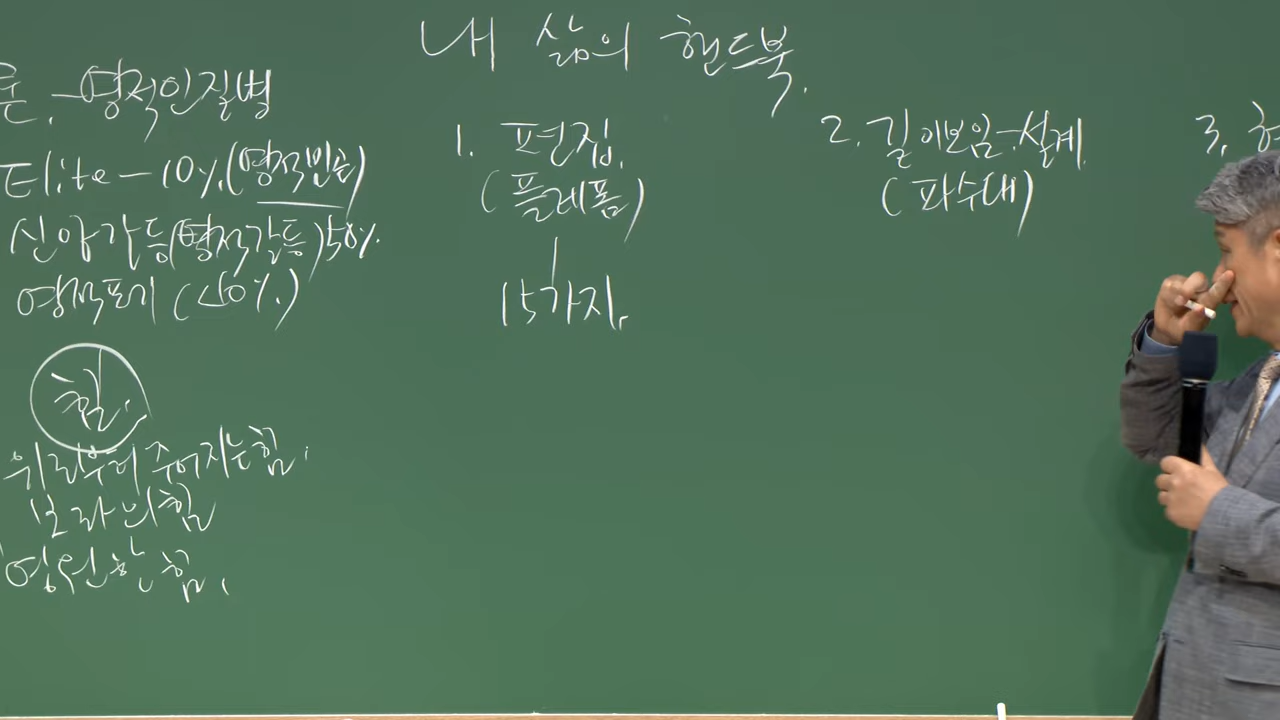 내 삶의 핸드북.
론. -영적인 질병
Elite - 10%(영적빈곤)
신앙갈등(영적갈등)50%
영적포기 (40%)
힘.
위로부터 주어지는 힘.
보좌의 힘
영원한 힘.
1. 편집.
(플레폼)
15가지.
2. 길이보임-설계.
(파수대)
3.